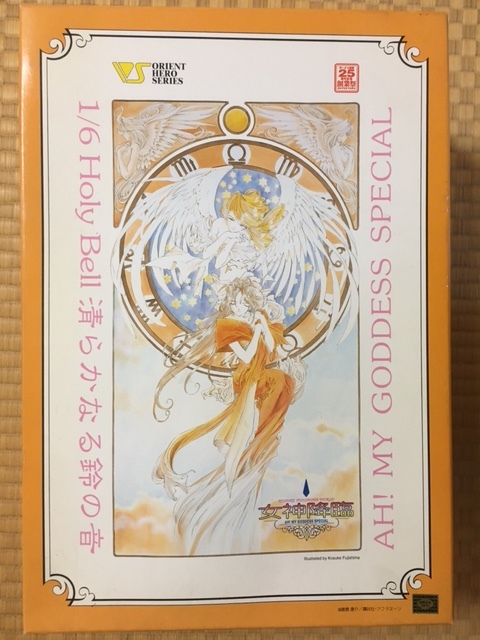 VS ORIENT
HERO
SERIES
25
1/6 Holy Bell 清らかなる鈴の音
AH! MY GODDESS SPECIAL
女神降臨
AH! MY GODDESS SPECIAL
Illustrated by Kosuke Fujishima